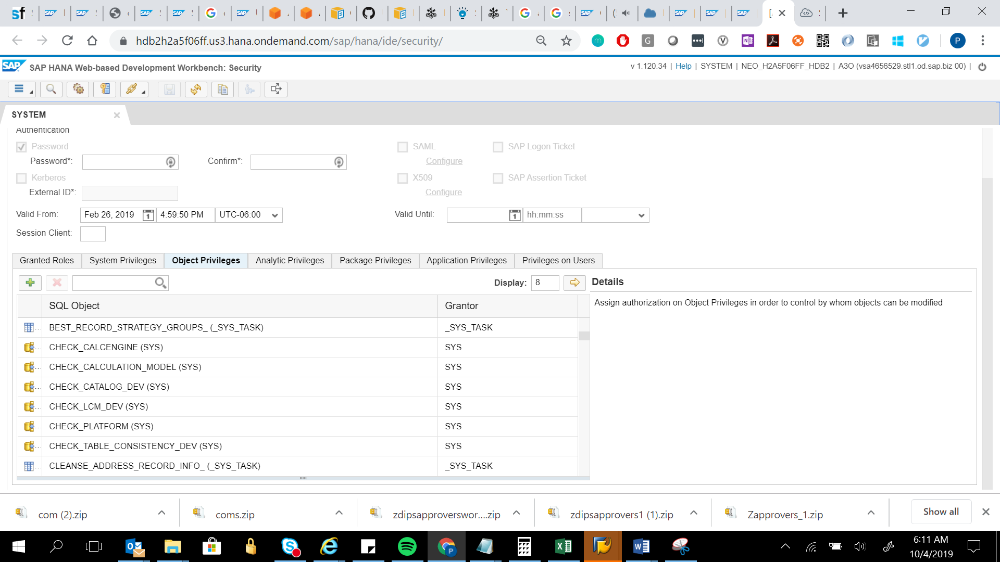 hdb2h2a5f06ff.us3.hana.ondemand.com/sap/hana/ide/security/
SAP SAP HANA Web-based Development Workbench: Security
v 1.120.34 | Help | SYSTEM | NEO_H2A5F06FF_HDB2 | A3O (vsa4656529.stl1.od.sap.biz 00) |
SYSTEM
Authentication
Password
SAML
SAP Logon Ticket
Password*:
Confirm*:
Configure
Kerberos
X509
SAP Assertion Ticket
External ID*:
Configure
Valid From: Feb 26, 2019 4:59:50 PM UTC-06:00
Valid Until: hh:mm:ss
Session Client:
Granted Roles System Privileges Object Privileges Analytic Privileges Package Privileges Application Privileges Privileges on Users
Display: 8
Details
SQL Object Grantor
Assign authorization on Object Privileges in order to control by whom objects can be modified
BEST_RECORD_STRATEGY_GROUPS_ (_SYS_TASK) _SYS_TASK
CHECK_CALCENGINE (SYS) SYS
CHECK_CALCULATION_MODEL (SYS) SYS
CHECK_CATALOG_DEV (SYS) SYS
CHECK_LCM_DEV (SYS) SYS
CHECK_PLATFORM (SYS) SYS
CHECK_TABLE_CONSISTENCY_DEV (SYS) SYS
CLEANSE_ADDRESS_RECORD_INFO_ (_SYS_TASK) _SYS_TASK
com (2).zip
coms.zip
zdipsapproverswor....zip
zdipsapprovers1 (1).zip
Zapprovers_1.zip
Show all
6:11 AM
10/4/2019